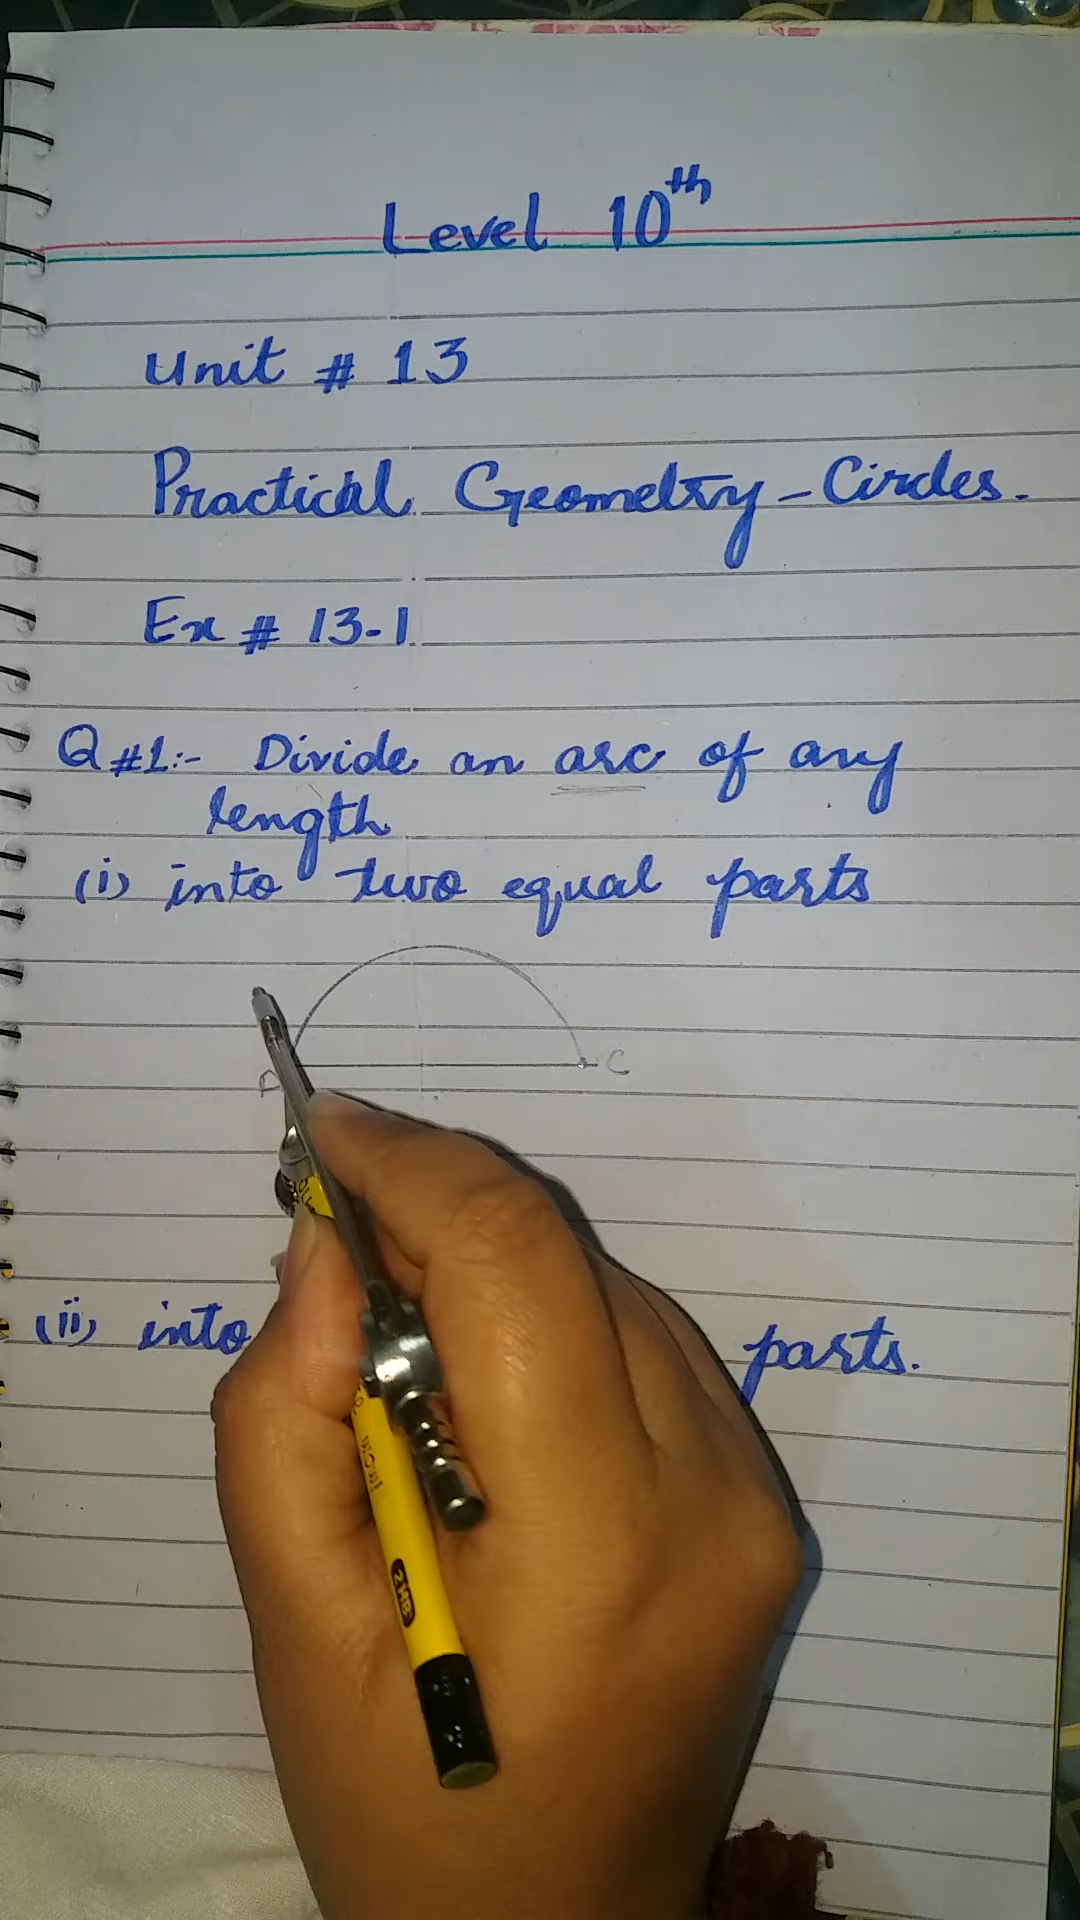 Level 10th
Unit # 13
Practical Geometry - Circles.
Ex # 13-1.
Q#1:- Divide an arc of any
length
(i) into two equal parts
C
(ii) into parts.
2HB